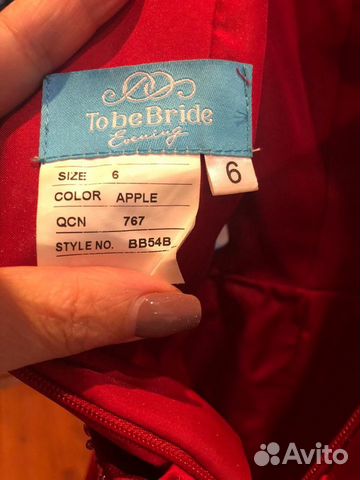 To be Bride
Evening
6
SIZE 6
COLOR APPLE
QCN 767
STYLE NO. BB54B
Avito